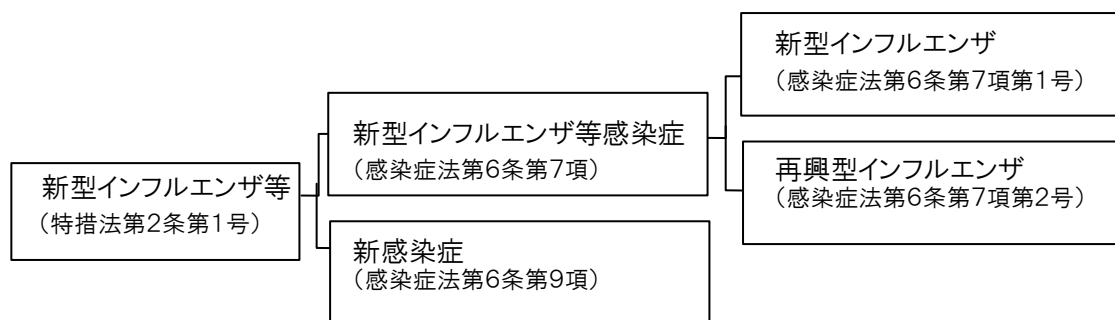 新型インフルエンザ等
（特措法第2条第1号）
新型インフルエンザ等感染症
（感染症法第6条第7項）
新感染症
（感染症法第6条第9項）
新型インフルエンザ
（感染症法第6条第7項第1号）
再興型インフルエンザ
（感染症法第6条第7項第2号）